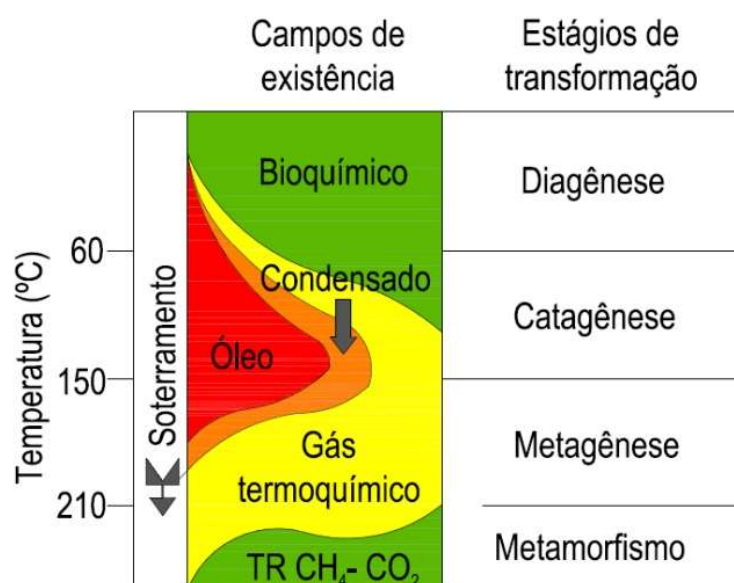 Campos de
existência
Estágios de
transformação
Temperatura (ºC)
60
150
210
Soterramento
Bioquímico
Condensado
Óleo
Gás
termoquímico
TR CH₄- CO₂
Diagênese
Catagênese
Metagênese
Metamorfismo